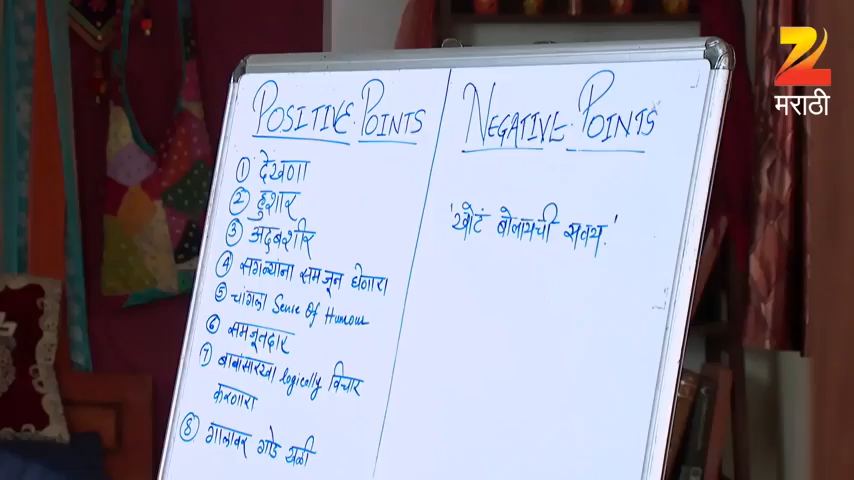 POSITIVE POINTS
① देखणा
② हुशार
③ अदबशीर
④ सगळ्यांना समजून घेणारा
⑤ चांगला Sense Of Humour
⑥ समजूतदार
⑦ बाबांसारखा logically विचार
करणारा
⑧ गालावर गोड खळी
NEGATIVE POINTS
'खोटं बोलायची सवय.'
मराठी